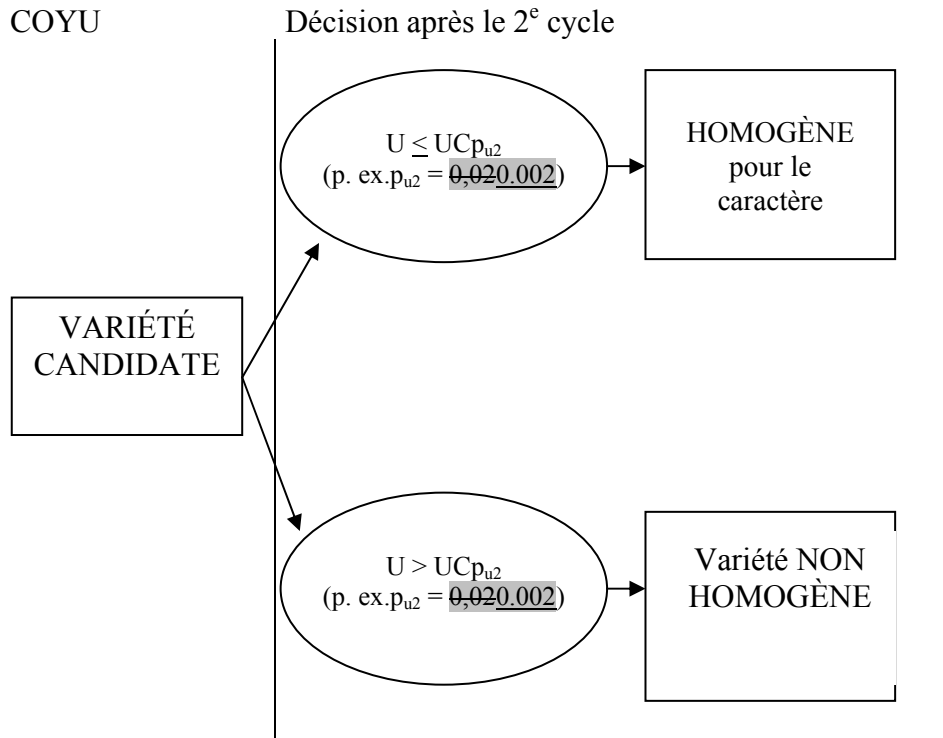 COYU
Décision après le 2e cycle
U ≤ UCpu2
(p. ex.pu2 = 0,020.002)
HOMOGÈNE
pour le
caractère
VARIÉTÉ
CANDIDATE
U > UCpu2
(p. ex.pu2 = 0,020.002)
Variété NON
HOMOGÈNE